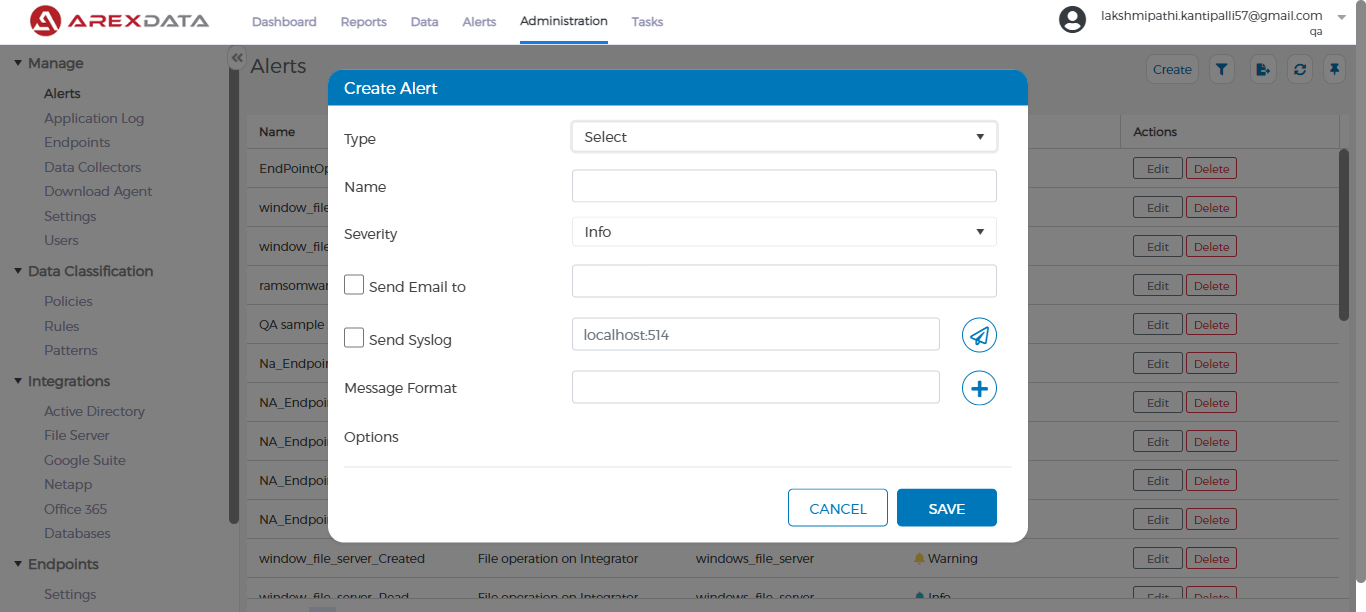 AREXDATA
Dashboard Reports Data Alerts Administration Tasks
lakshmipathi.kantipalli57@gmail.com
qa
Manage
Alerts
Application Log
Endpoints
Data Collectors
Download Agent
Settings
Users
Data Classification
Policies
Rules
Patterns
Integrations
Active Directory
File Server
Google Suite
Netapp
Office 365
Databases
Endpoints
Settings
Alerts
Create
Name Actions
EndPointOp Edit Delete
window_file Edit Delete
window_file Edit Delete
ramsomwar Edit Delete
QA sample Edit Delete
Na_Endpoin Edit Delete
NA_Endpoi Edit Delete
NA_Endpoi Edit Delete
NA_Endpoi Edit Delete
NA_Endpoi Edit Delete
window_file_server_Created File operation on Integrator windows_file_server Warning Edit Delete
window_file_server_Read File operation on Integrator windows_file_server Info Edit Delete
Create Alert
Type Select
Name
Severity Info
Send Email to
Send Syslog localhost:514
Message Format
Options
CANCEL SAVE